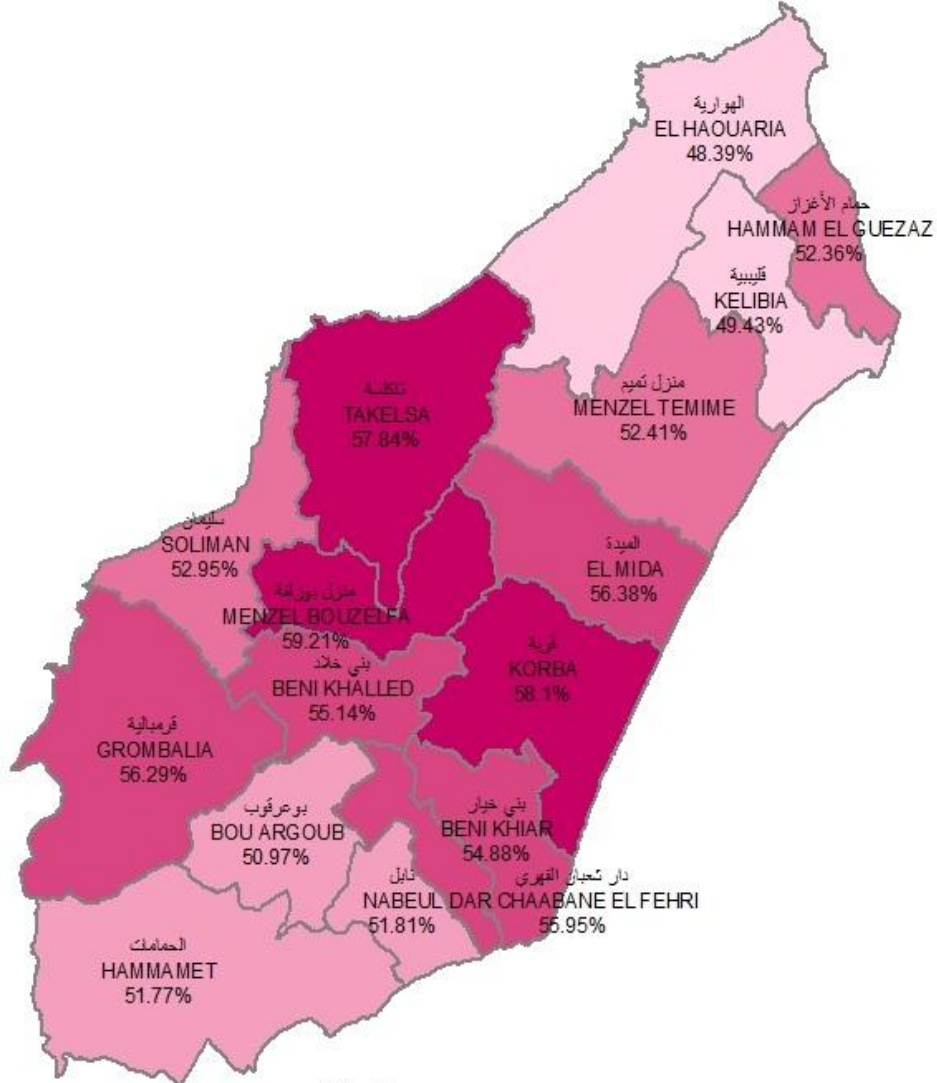 الهوارية
EL HAOUARIA
48.39%
حمام الأغزاز
HAMMAM EL GUEZAZ
52.36%
قليبية
KELIBIA
49.43%
منزل تميم
MENZEL TEMIME
52.41%
تاكلسة
TAKELSA
57.84%
سليمان
SOLIMAN
52.95%
الميدة
EL MIDA
56.38%
منزل بوزلفة
MENZEL BOUZELFA
59.21%
قربة
KORBA
58.1%
بني خلاد
BENI KHALLED
55.14%
قرمبالية
GROMBALIA
56.29%
بوعرقوب
BOU ARGOUB
50.97%
بني خيار
BENI KHIAR
54.88%
نابل
NABEUL
51.81%
دار شعبان الفهري
DAR CHAABANE EL FEHRI
55.95%
الحمامات
HAMMAMET
51.77%